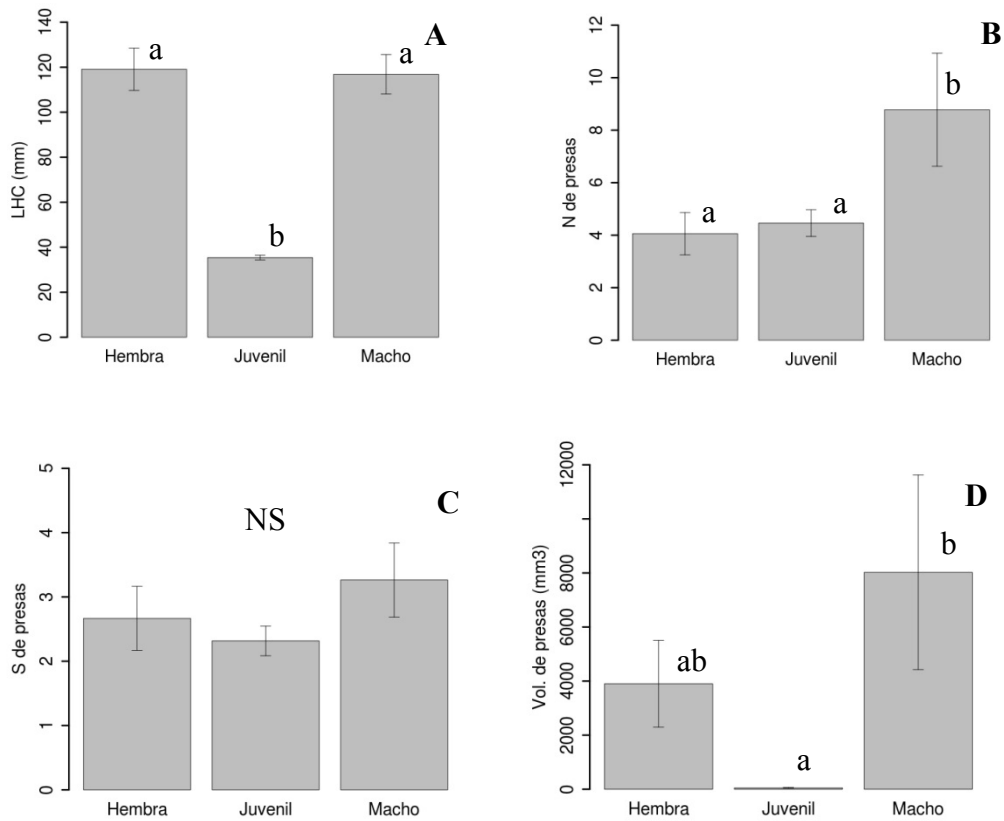 A
LHC (mm)
140
120
100
80
60
40
20
0
a
b
a
Hembra
Juvenil
Macho
B
N de presas
12
10
8
6
4
2
0
a
a
b
Hembra
Juvenil
Macho
C
S de presas
5
4
3
2
1
0
NS
Hembra
Juvenil
Macho
D
Vol. de presas (mm3)
12000
8000
6000
4000
2000
0
ab
a
b
Hembra
Juvenil
Macho